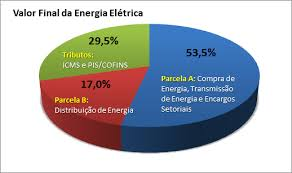 Valor Final da Energia Elétrica
29,5%
Tributos:
ICMS e PIS/COFINS
53,5%
Parcela A: Compra de
Energia, Transmissão
de Energia e Encargos
Setoriais
17,0%
Parcela B:
Distribuição de Energia